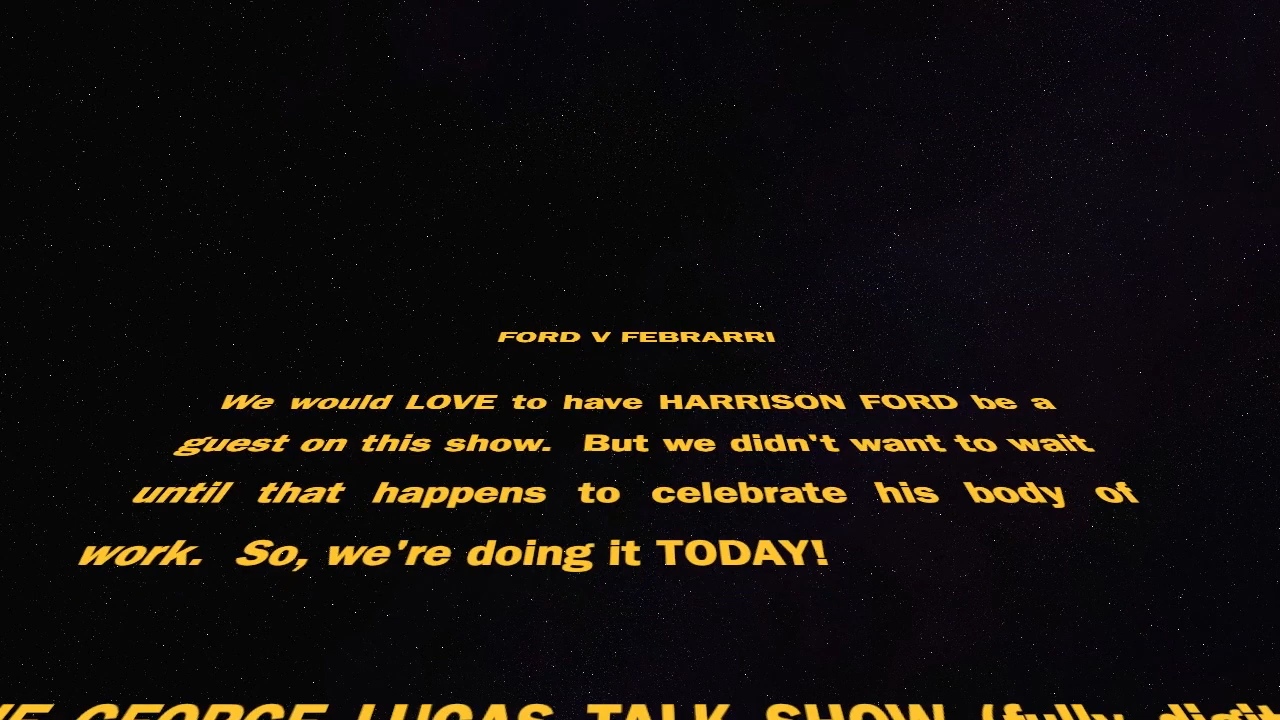 FORD V FEBRARRI
We would LOVE to have HARRISON FORD be a
guest on this show. But we didn't want to wait
until that happens to celebrate his body of
work. So, we're doing it TODAY!
GEORGE LUCAS TALK SHOW (fully